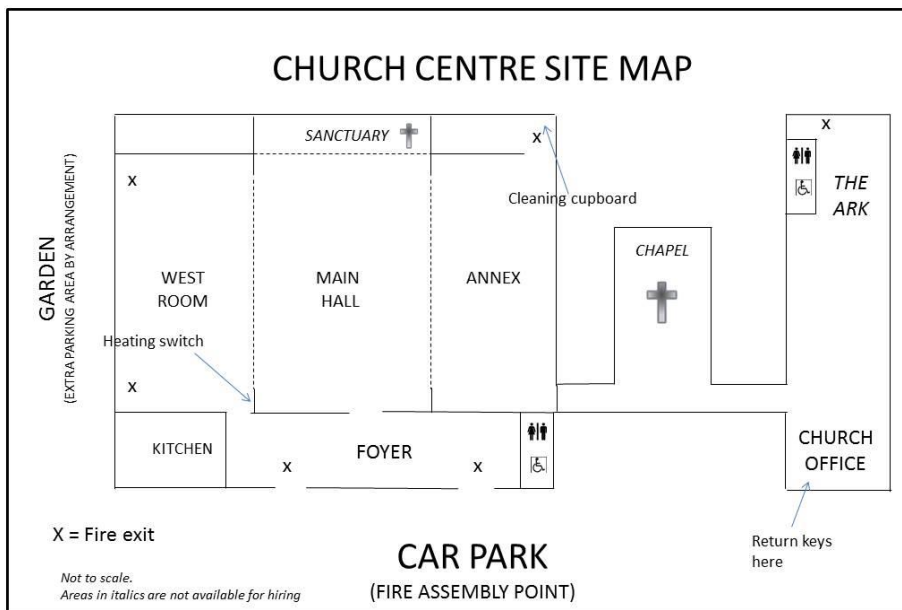 CHURCH CENTRE SITE MAP
SANCTUARY
x
x
x
Cleaning cupboard
THE
ARK
GARDEN
(EXTRA PARKING AREA BY ARRANGEMENT)
WEST
ROOM
MAIN
HALL
ANNEX
CHAPEL
Heating switch
x
KITCHEN
FOYER
x
x
CHURCH
OFFICE
X = Fire exit
Not to scale.
Areas in italics are not available for hiring
CAR PARK
(FIRE ASSEMBLY POINT)
Return keys
here